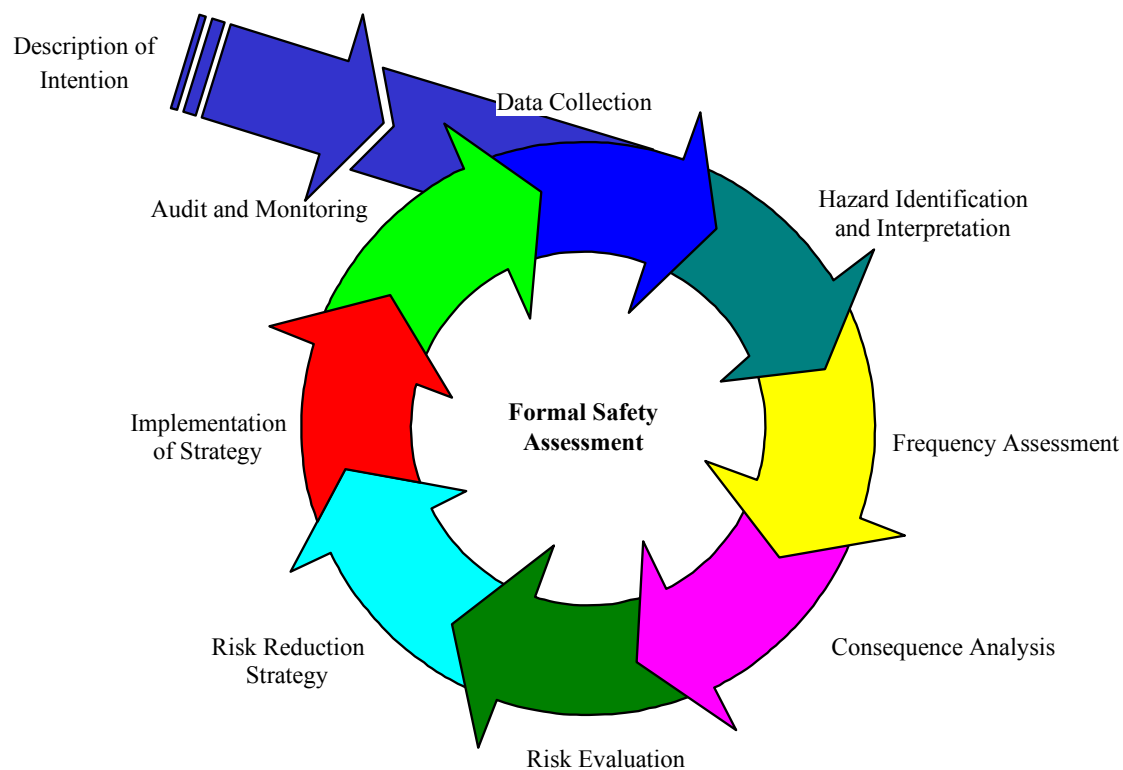 Description of
Intention
Data Collection
Audit and Monitoring
Hazard Identification
and Interpretation
Formal Safety
Assessment
Implementation
of Strategy
Frequency Assessment
Risk Reduction
Strategy
Consequence Analysis
Risk Evaluation